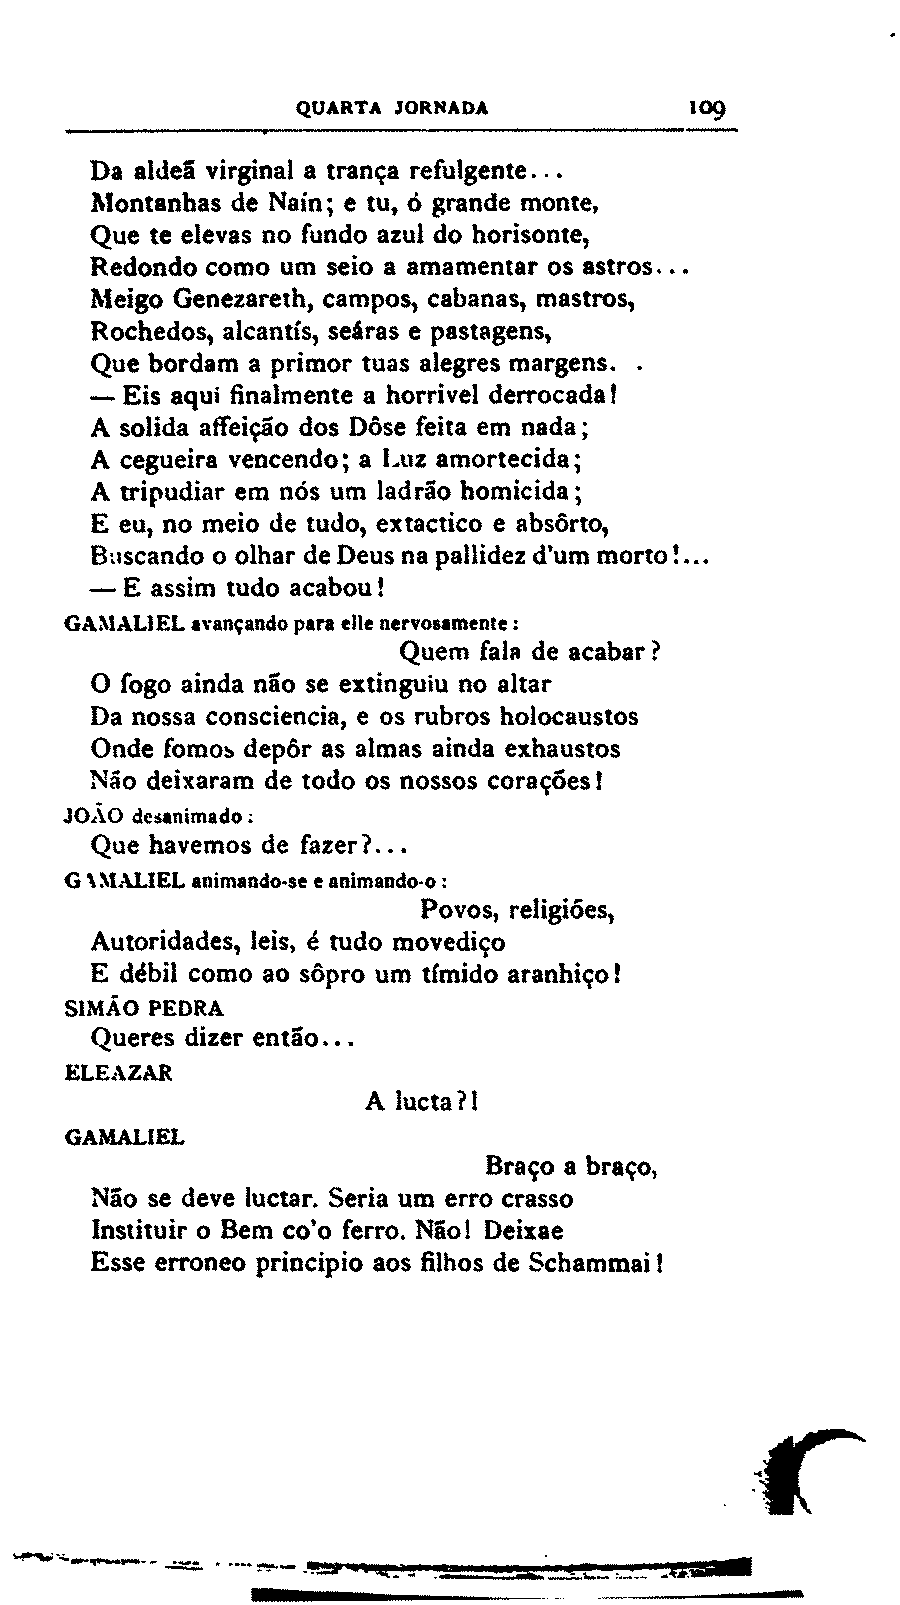 QUARTA JORNADA 109
Da aldeã virginal a trança refulgente...
Montanhas de Naín; e tu, ó grande monte,
Que te elevas no fundo azul do horisonte,
Redondo como um seio a amamentar os astros...
Meigo Genezareth, campos, cabanas, mastros,
Rochedos, alcantís, seáras e pastagens,
Que bordam a primor tuas alegres margens. .
— Eis aquí finalmente a horrivel derrocada!
A solida affeição dos Dôse feita em nada;
A cegueira vencendo; a Luz amortecida;
A tripudiar em nós um ladrão homicida;
E eu, no meio de tudo, extactico e absôrto,
Buscando o olhar de Deus na pallidez d'um morto!...
— E assim tudo acabou!
GAMALIEL avançando para elle nervosamente:
Quem fala de acabar?
O fogo ainda não se extinguiu no altar
Da nossa consciencia, e os rubros holocaustos
Onde fomos depôr as almas ainda exhaustos
Não deixaram de todo os nossos corações!
JOÃO desanimado:
Que havemos de fazer?...
GAMALIEL animando-se e animando-o:
Povos, religiões,
Autoridades, leis, é tudo movediço
E débil como ao sôpro um tímido aranhiço!
SIMÃO PEDRA
Queres dizer então...
ELEAZAR
A lucta?!
GAMALIEL
Braço a braço,
Não se deve luctar. Seria um erro crasso
Instituir o Bem co'o ferro. Não! Deixae
Esse erroneo principio aos filhos de Schammai!